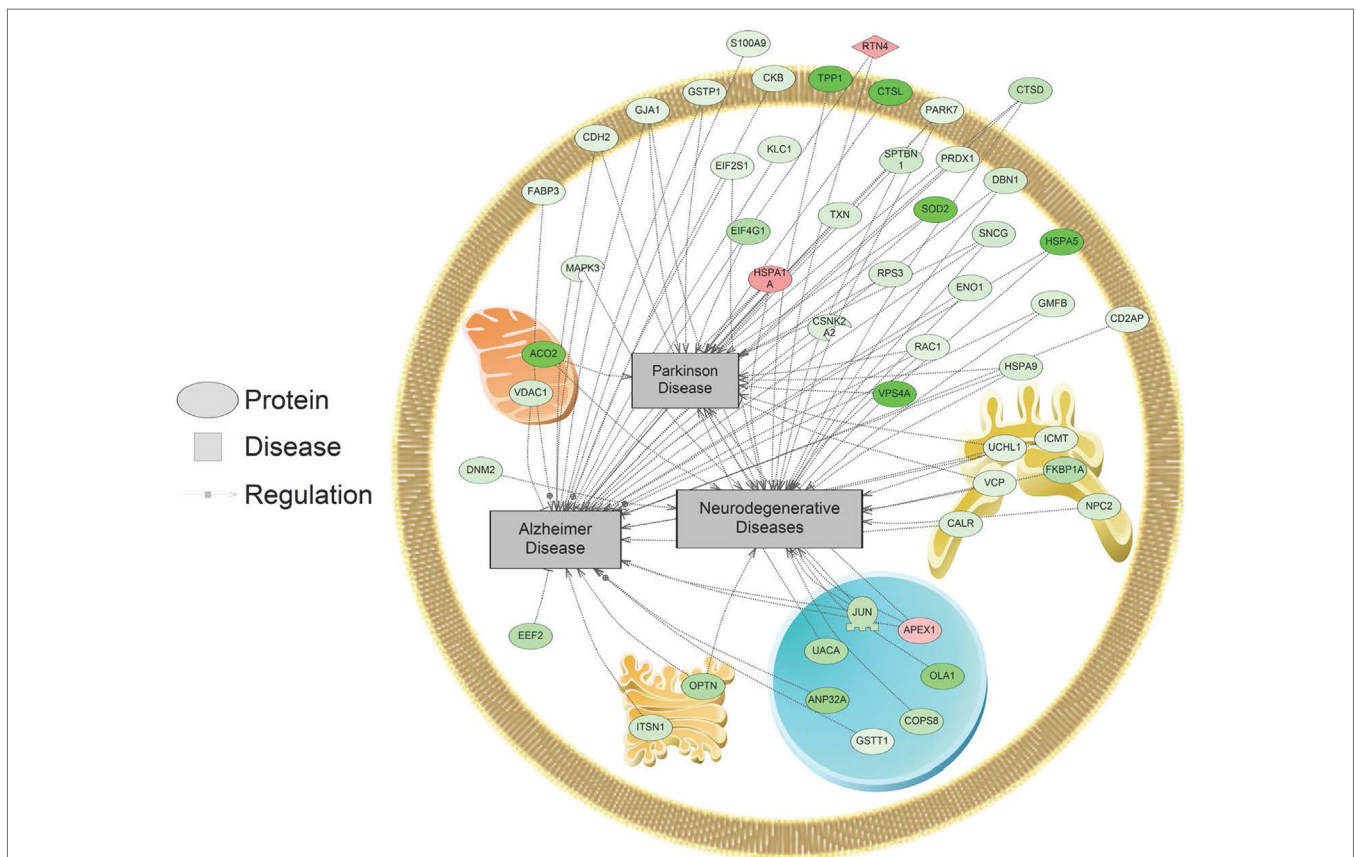 S100A9
RTN4
CKB
TPP1
CTSL
CTSD
GSTP1
GJA1
PARK7
CDH2
KLC1
EIF2S1
SPTBN
1
PRDX1
DBN1
FABP3
TXN
SOD2
EIF4G1
SNCG
HSPA5
MAPK3
HSPA1
A
RPS3
ENO1
GMFB
CD2AP
CSNK2
A2
RAC1
ACO2
Parkinson
Disease
HSPA9
VDAC1
VPS4A
Protein
Disease
Regulation
UCHL1
ICMT
FKBP1A
VCP
NPC2
DNM2
CALR
Neurodegenerative
Diseases
Alzheimer
Disease
JUN
APEX1
EEF2
UACA
OLA1
OPTN
ANP32A
COPS8
ITSN1
GSTT1